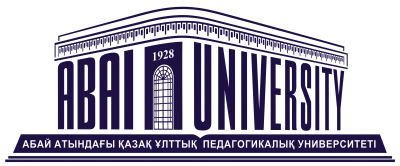 1928
ABAI UNIVERSITY
АБАЙ АТЫНДАҒЫ ҚАЗАҚ ҰЛТТЫҚ ПЕДАГОГИКАЛЫҚ УНИВЕРСИТЕТІ